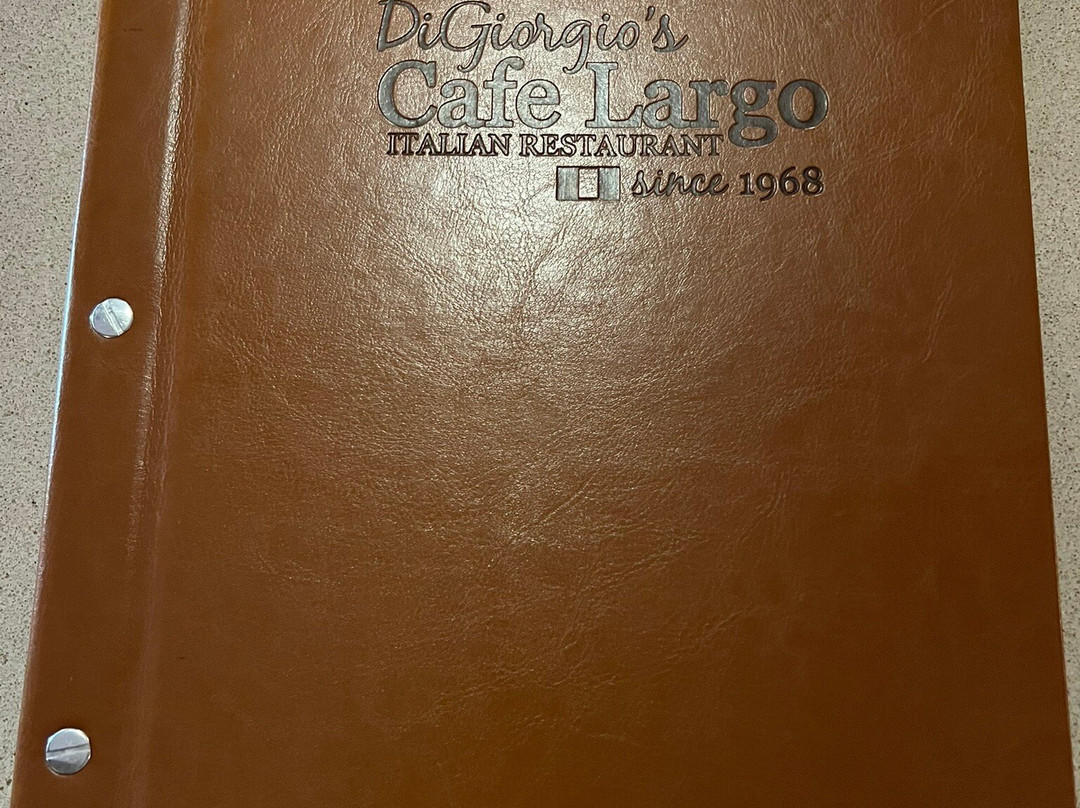 DiGiorgio's
Cafe Largo
ITALIAN RESTAURANT
since 1968